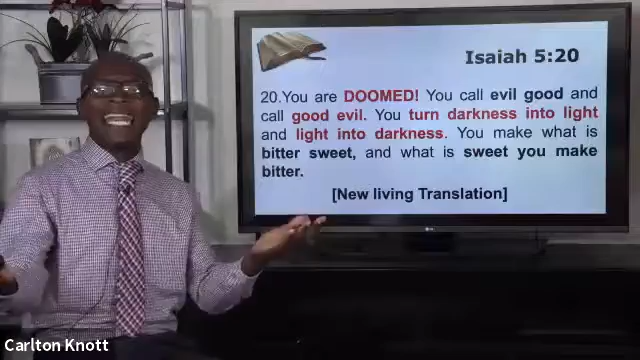 Isaiah 5:20
20.You are DOOMED! You call evil good and
call good evil. You turn darkness into light
and light into darkness. You make what is
bitter sweet, and what is sweet you make
bitter.
[New living Translation]
LG
Carlton Knott